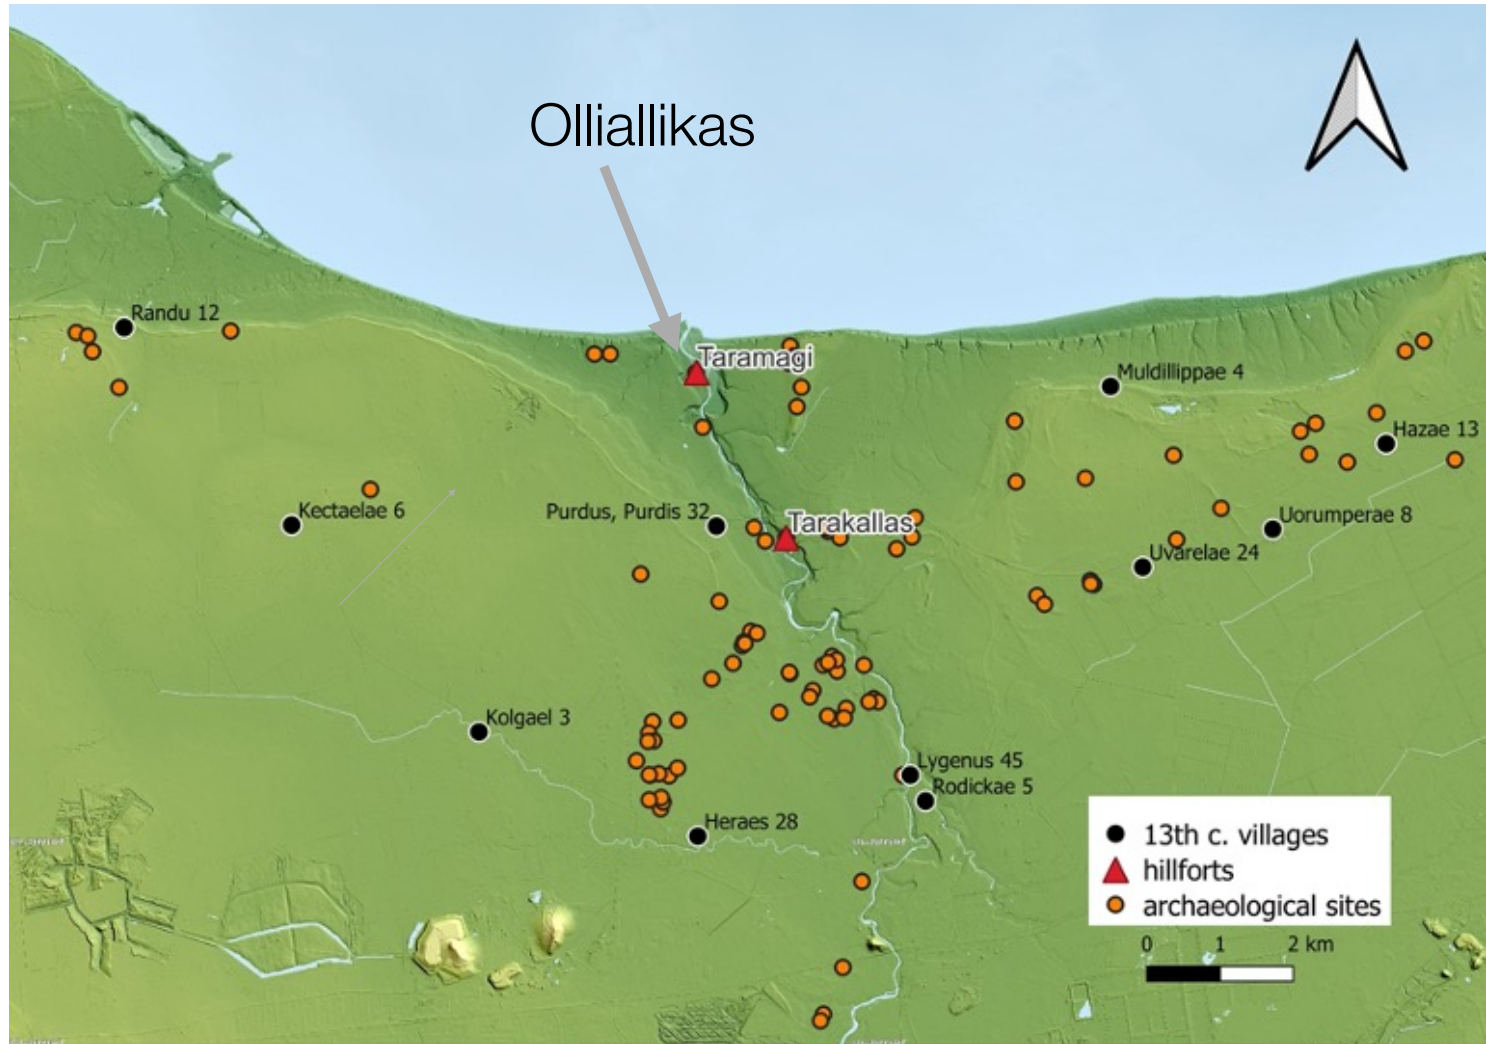 Olliallikas
Randu 12
Taramagi
Muldillippae 4
Hazae 13
Kectaelae 6
Purdus, Purdis 32
Tarakallas
Uorumperae 8
Uvarelae 24
Kolgael 3
Lygenus 45
Rodickae 5
Heraes 28
13th c. villages
hillforts
archaeological sites
0 1 2 km